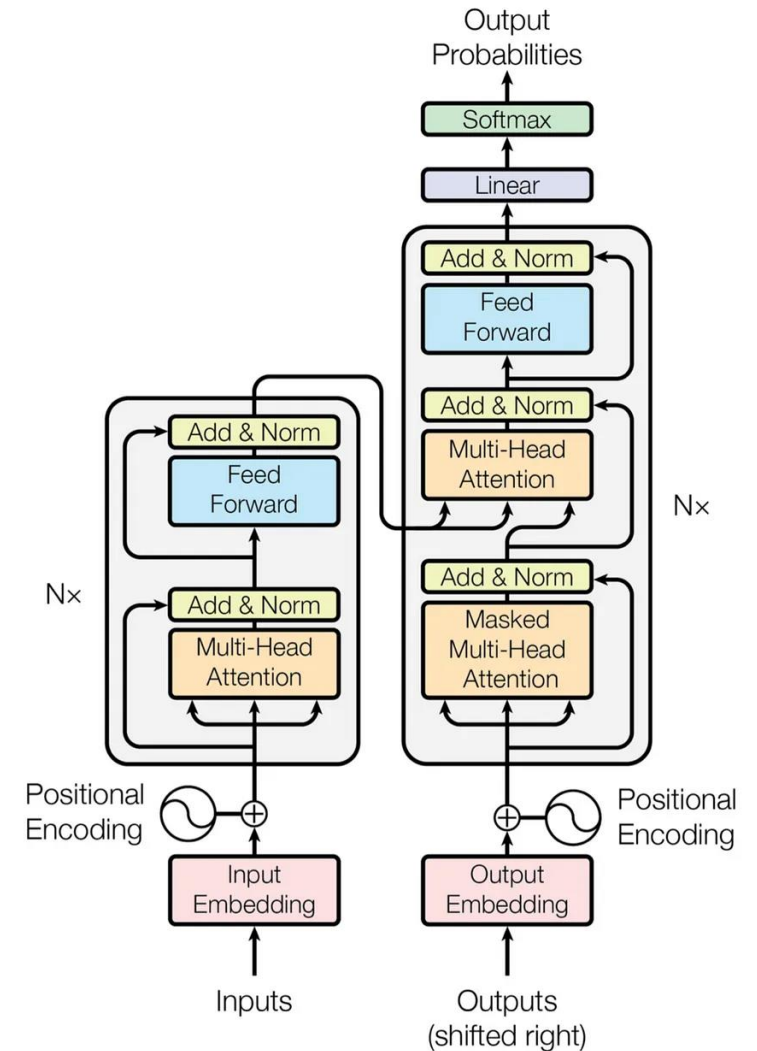 Output
Probabilities
Softmax
Linear
Add & Norm
Feed
Forward
Add & Norm
Multi-Head
Attention
Add & Norm
Masked
Multi-Head
Attention
Nx
Add & Norm
Feed
Forward
Add & Norm
Multi-Head
Attention
Nx
Positional
Encoding
Positional
Encoding
Input
Embedding
Output
Embedding
Inputs
Outputs
(shifted right)